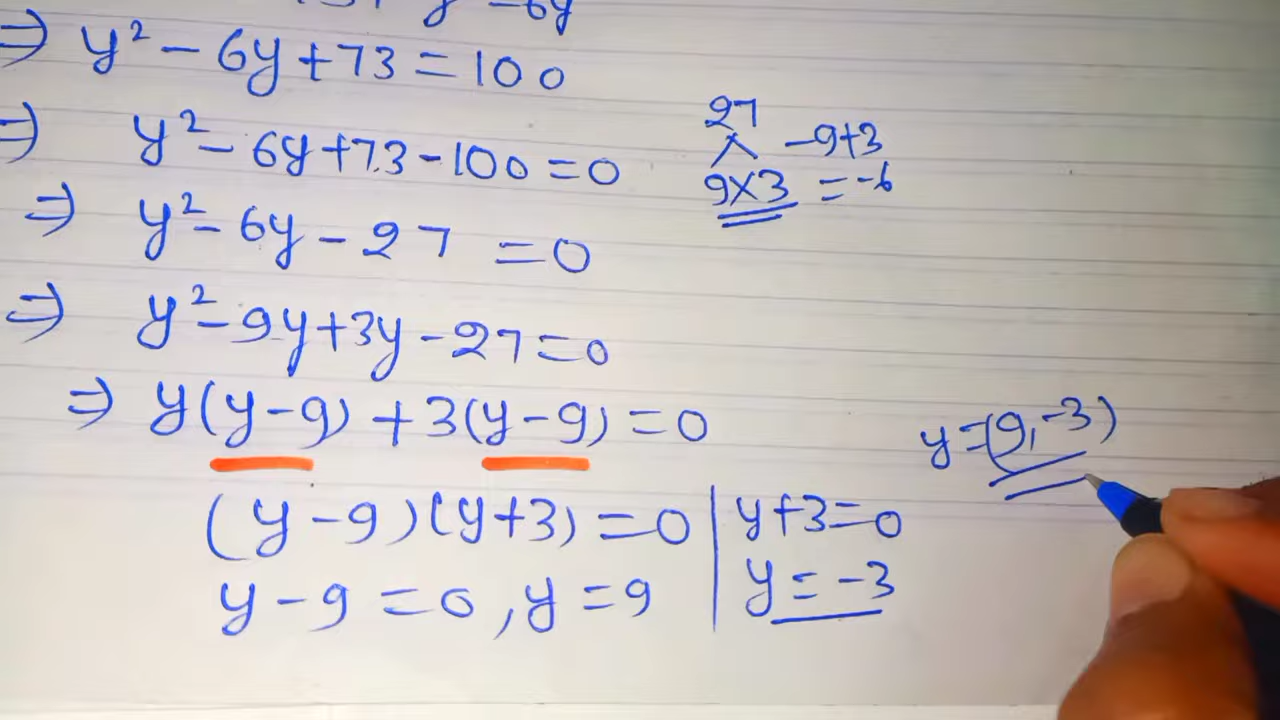 y² - 6y
⇒ y² - 6y + 73 = 100
⇒ y² - 6y + 73 - 100 = 0
27
-9+3
9×3 = -6
⇒ y² - 6y - 27 = 0
⇒ y² - 9y + 3y - 27 = 0
⇒ y(y-9) + 3(y-9) = 0
y = (9, -3)
(y-9)(y+3) = 0 | y+3 = 0
y-9 = 0, y = 9 | y = -3